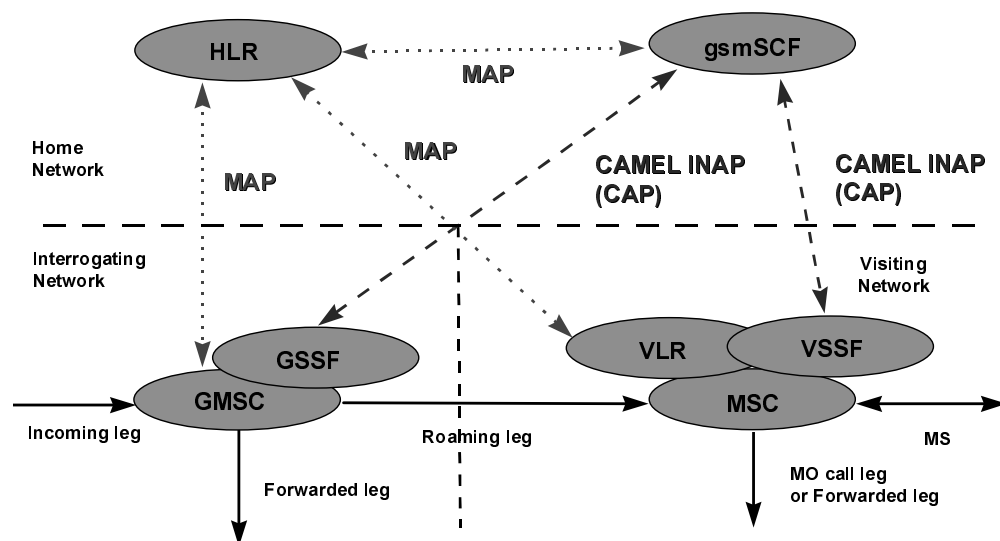 HLR
gsmSCF
MAP
Home
Network
MAP
MAP
CAMEL INAP
(CAP)
CAMEL INAP
(CAP)
Interrogating
Network
Visiting
Network
GSSF
VLR
VSSF
GMSC
MSC
Incoming leg
Roaming leg
MS
Forwarded leg
MO call leg
or Forwarded leg